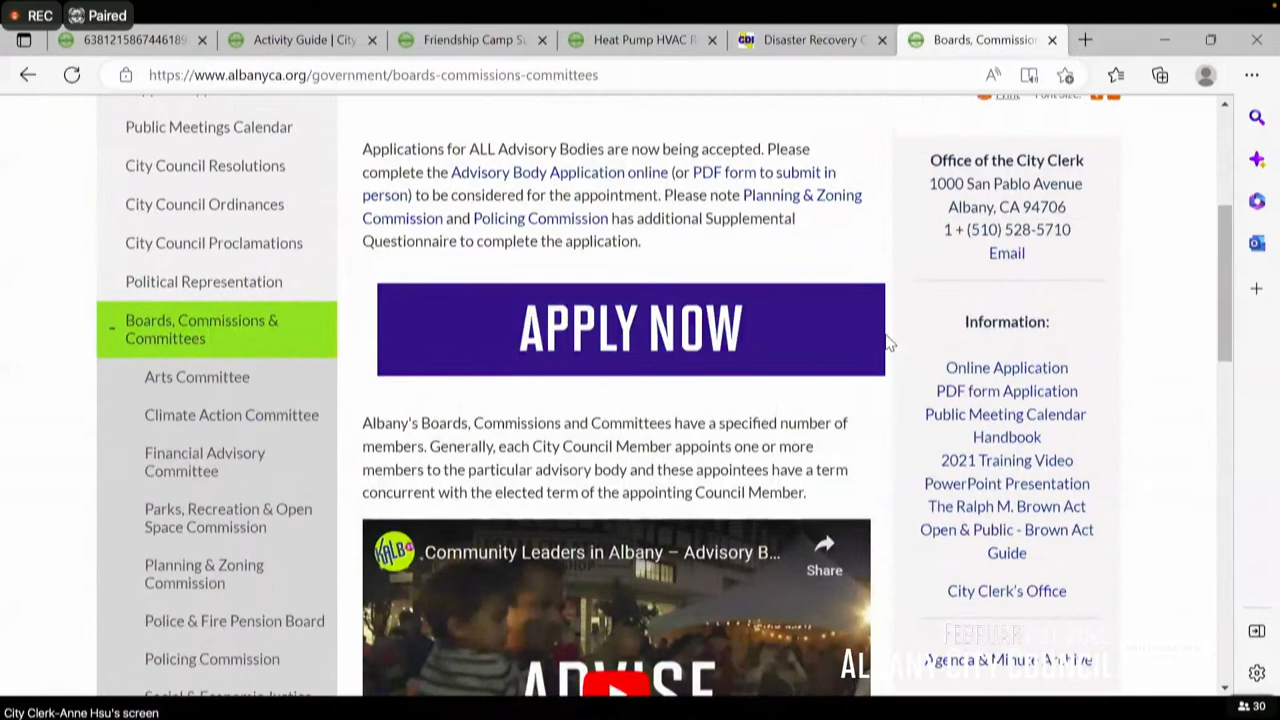 REC
Paired
6381215867446189
Activity Guide | City
Friendship Camp Su
Heat Pump HVAC R
CDI
Disaster Recovery C
Boards, Commissio
https://www.albanyca.org/government/boards-commissions-committees
Public Meetings Calendar
City Council Resolutions
City Council Ordinances
City Council Proclamations
Political Representation
- Boards, Commissions &
Committees
Arts Committee
Climate Action Committee
Financial Advisory
Committee
Parks, Recreation & Open
Space Commission
Planning & Zoning
Commission
Police & Fire Pension Board
Policing Commission
Applications for ALL Advisory Bodies are now being accepted. Please
complete the Advisory Body Application online (or PDF form to submit in
person) to be considered for the appointment. Please note Planning & Zoning
Commission and Policing Commission has additional Supplemental
Questionnaire to complete the application.
APPLY NOW
Albany's Boards, Commissions and Committees have a specified number of
members. Generally, each City Council Member appoints one or more
members to the particular advisory body and these appointees have a term
concurrent with the elected term of the appointing Council Member.
KALB
Community Leaders in Albany – Advisory B...
Share
ADVISE
Office of the City Clerk
1000 San Pablo Avenue
Albany, CA 94706
1 + (510) 528-5710
Email
Information:
Online Application
PDF form Application
Public Meeting Calendar
Handbook
2021 Training Video
PowerPoint Presentation
The Ralph M. Brown Act
Open & Public - Brown Act
Guide
City Clerk's Office
Agenda & Minute Archive
ALBANY CITY COUNCIL
City Clerk-Anne Hsu's screen
30